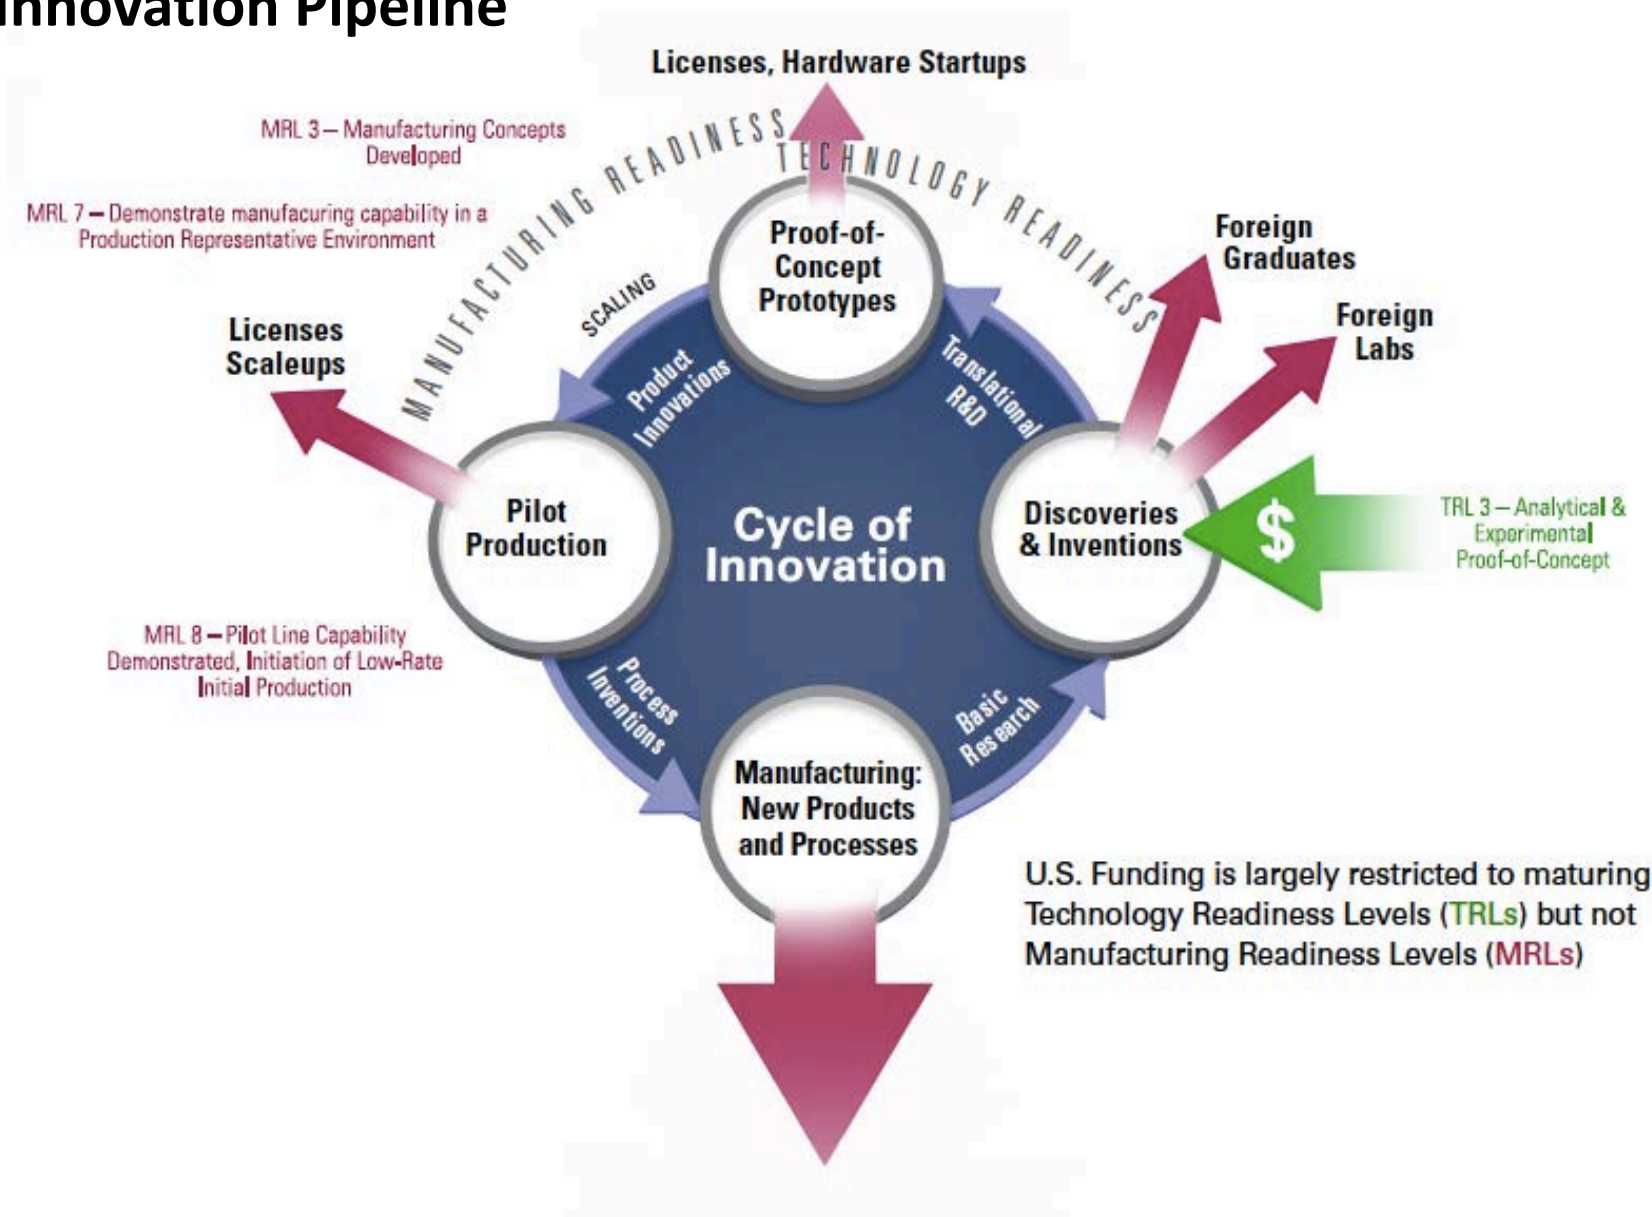 Innovation Pipeline
Licenses, Hardware Startups
MRL 3 – Manufacturing Concepts
Developed
MRL 7 – Demonstrate manufacuring capability in a
Production Representative Environment
MANUFACTURING READINESS
TECHNOLOGY READINESS
SCALING
Licenses
Scaleups
Proof-of-
Concept
Prototypes
Foreign
Graduates
Foreign
Labs
Product
Innovations
Translational
R&D
Pilot
Production
Cycle of
Innovation
Discoveries
& Inventions
$
TRL 3 – Analytical &
Experimental
Proof-of-Concept
MRL 8 – Pilot Line Capability
Demonstrated, Initiation of Low-Rate
Initial Production
Process
Inventions
Basic
Research
Manufacturing:
New Products
and Processes
U.S. Funding is largely restricted to maturing
Technology Readiness Levels (TRLs) but not
Manufacturing Readiness Levels (MRLs)